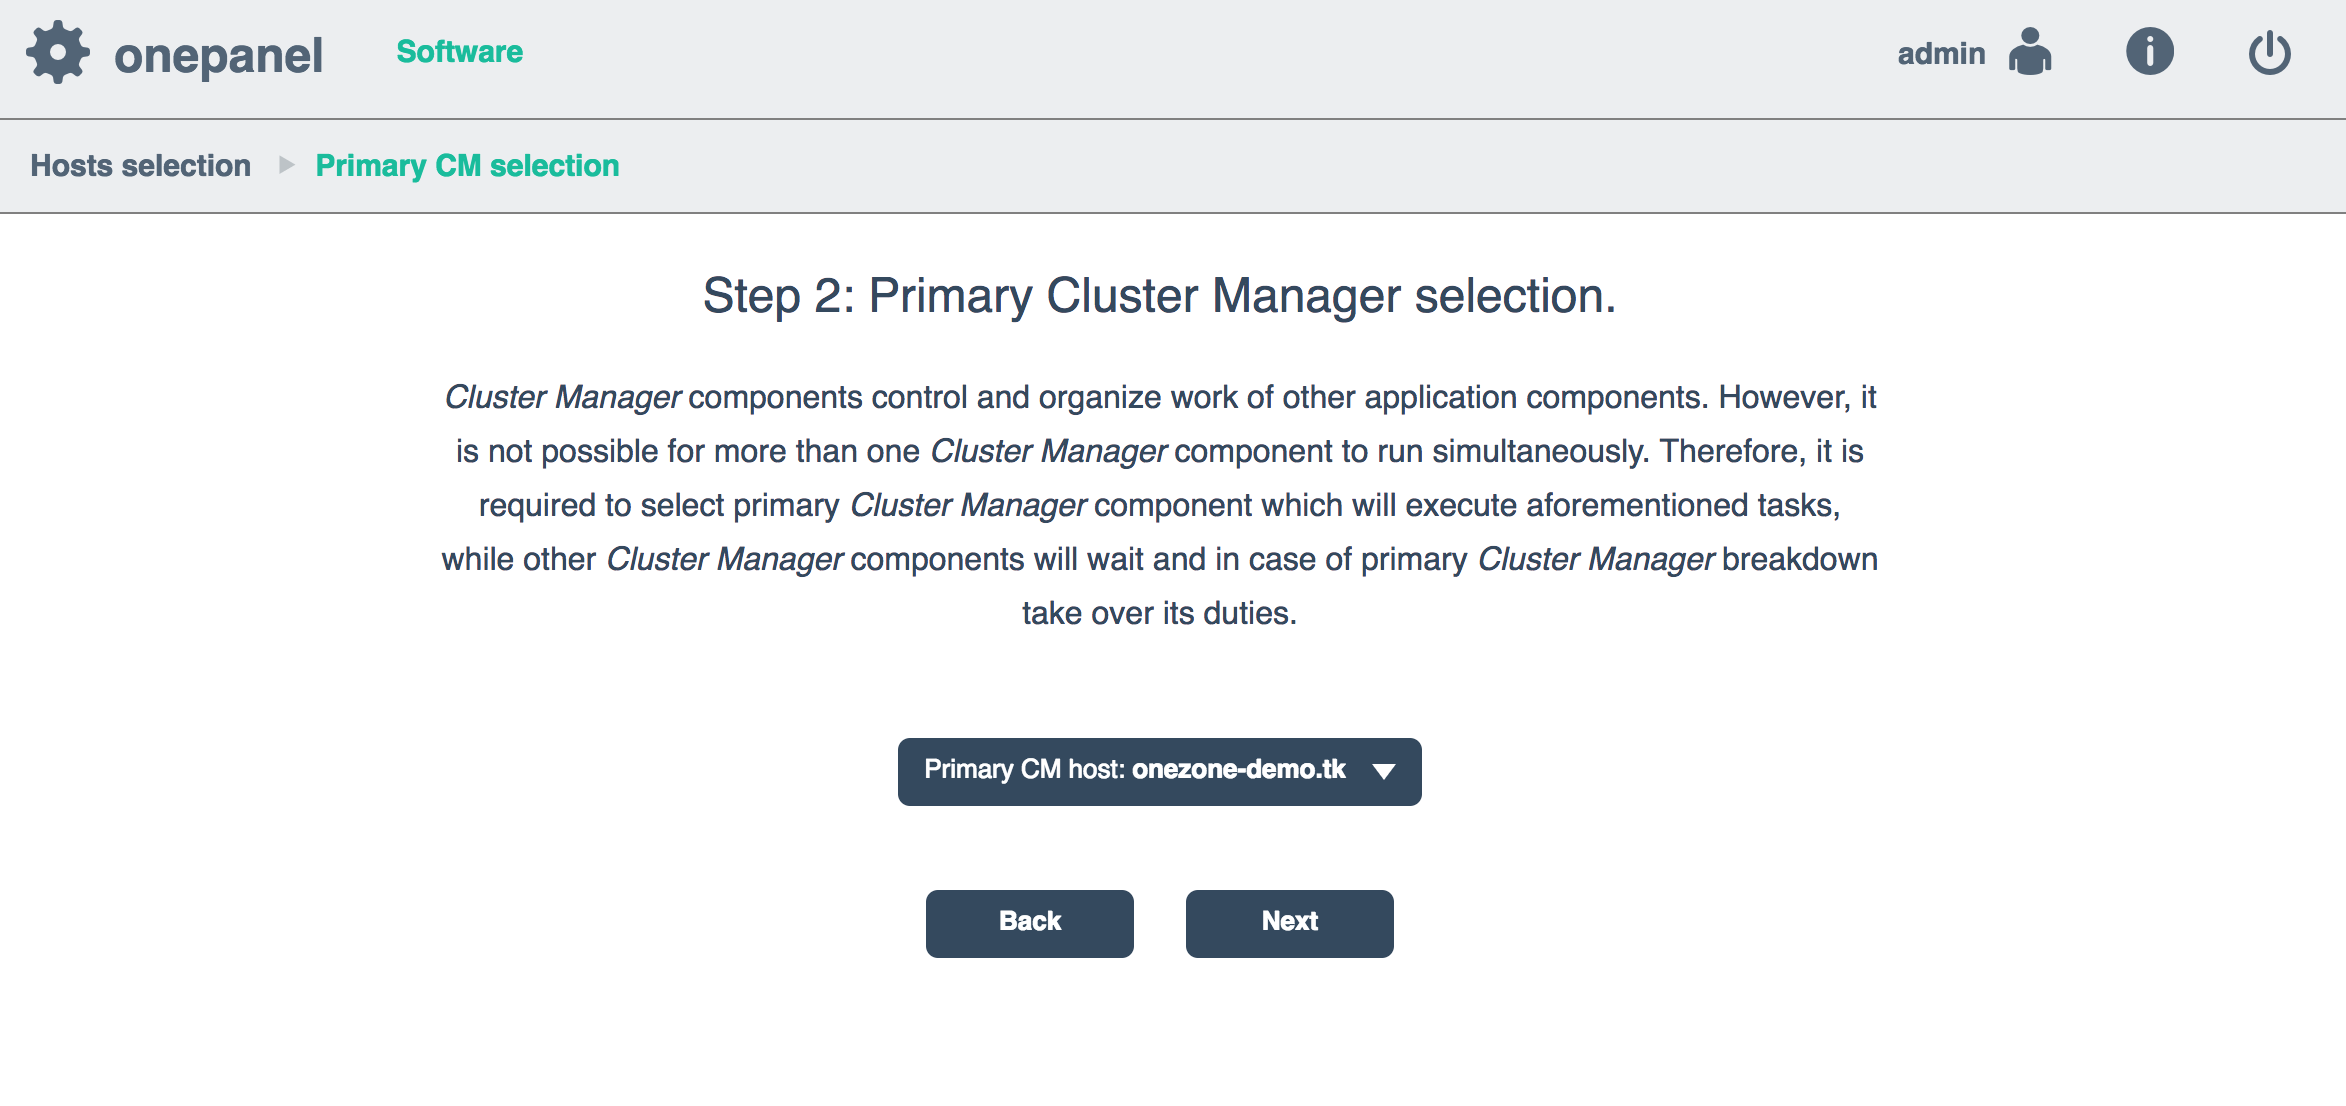 onepanel
Software
admin
Hosts selection
Primary CM selection
Step 2: Primary Cluster Manager selection.
Cluster Manager components control and organize work of other application components. However, it
is not possible for more than one Cluster Manager component to run simultaneously. Therefore, it is
required to select primary Cluster Manager component which will execute aforementioned tasks,
while other Cluster Manager components will wait and in case of primary Cluster Manager breakdown
take over its duties.
Primary CM host: onezone-demo.tk
Back
Next